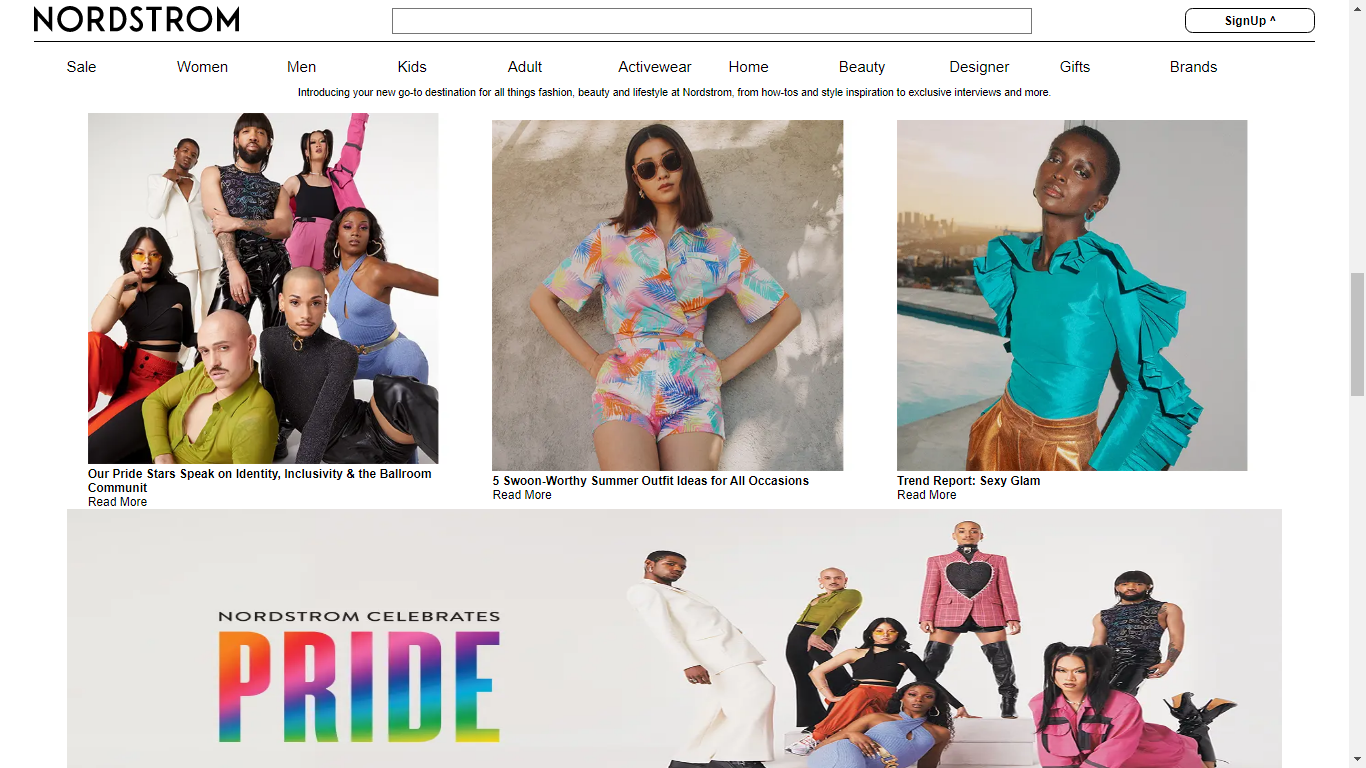 NORDSTROM
SignUp ^
Sale Women Men Kids Adult Activewear Home Beauty Designer Gifts Brands
Introducing your new go-to destination for all things fashion, beauty and lifestyle at Nordstrom, from how-tos and style inspiration to exclusive interviews and more.
Our Pride Stars Speak on Identity, Inclusivity & the Ballroom
Communit
Read More
5 Swoon-Worthy Summer Outfit Ideas for All Occasions
Read More
Trend Report: Sexy Glam
Read More
NORDSTROM CELEBRATES
PRIDE